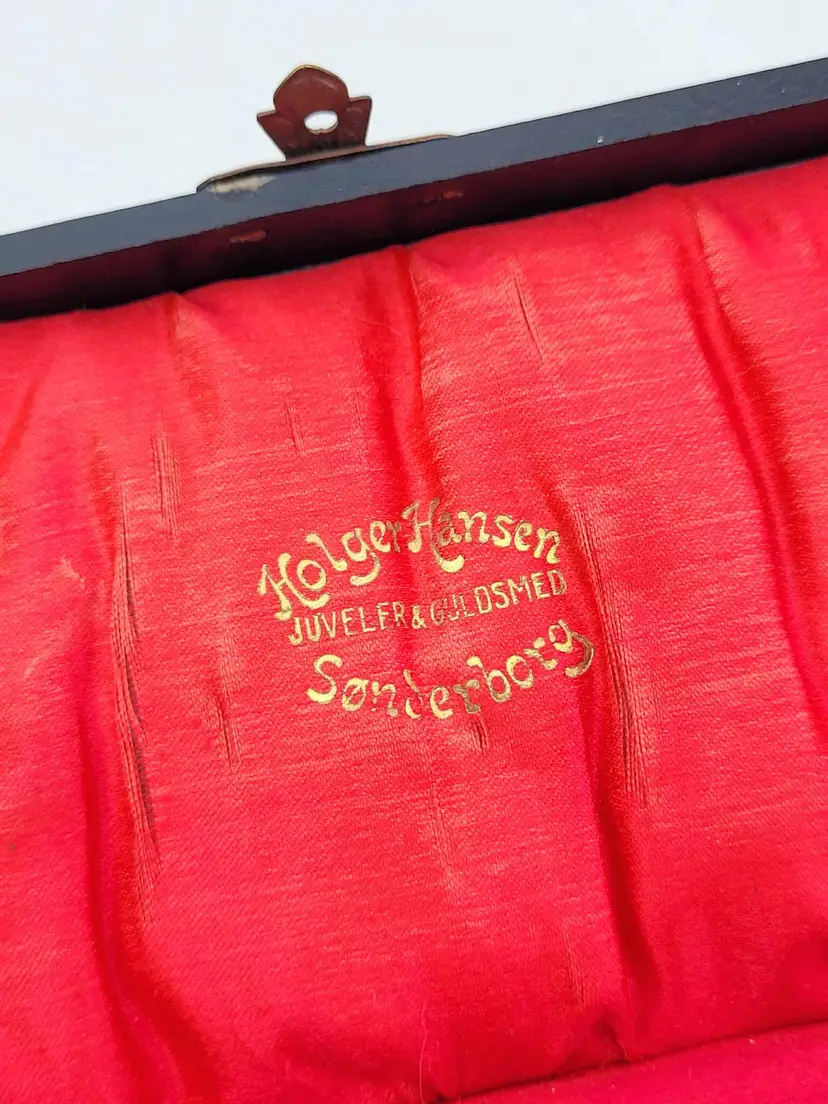 Holger Hansen
JUVELER & GULDSMED
Sønderborg